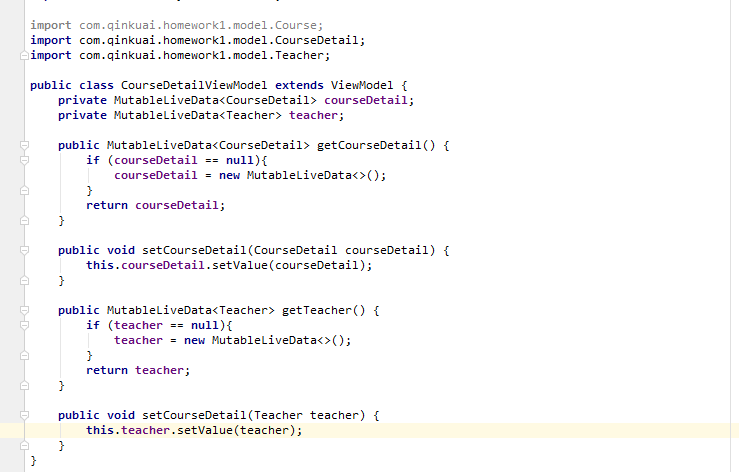 import com.qinkuai.homework1.model.Course;
import com.qinkuai.homework1.model.CourseDetail;
import com.qinkuai.homework1.model.Teacher;
public class CourseDetailViewModel extends ViewModel {
private MutableLiveData<CourseDetail> courseDetail;
private MutableLiveData<Teacher> teacher;
public MutableLiveData<CourseDetail> getCourseDetail() {
if (courseDetail == null){
courseDetail = new MutableLiveData<>();
}
return courseDetail;
}
public void setCourseDetail(CourseDetail courseDetail) {
this.courseDetail.setValue(courseDetail);
}
public MutableLiveData<Teacher> getTeacher() {
if (teacher == null){
teacher = new MutableLiveData<>();
}
return teacher;
}
public void setCourseDetail(Teacher teacher) {
this.teacher.setValue(teacher);
}
}